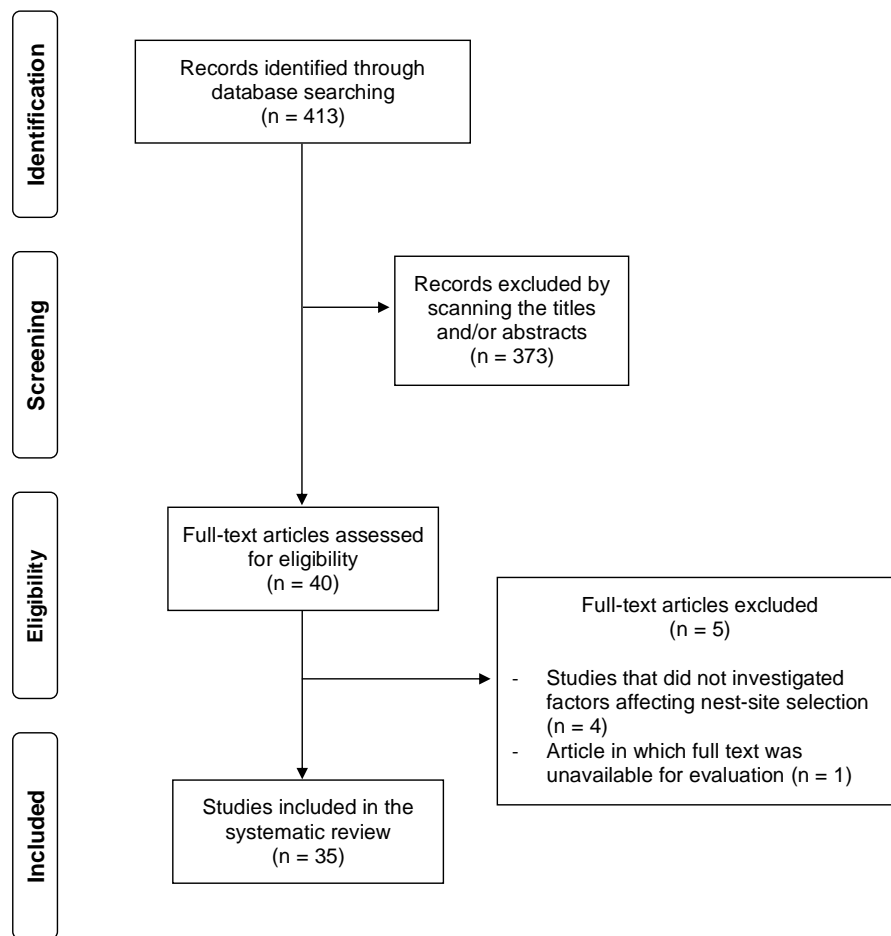 Identification
Records identified through
database searching
(n = 413)
Screening
Records excluded by
scanning the titles
and/or abstracts
(n = 373)
Eligibility
Full-text articles assessed
for eligibility
(n = 40)
Full-text articles excluded
(n = 5)
- Studies that did not investigated
factors affecting nest-site selection
(n = 4)
- Article in which full text was
unavailable for evaluation (n = 1)
Included
Studies included in the
systematic review
(n = 35)